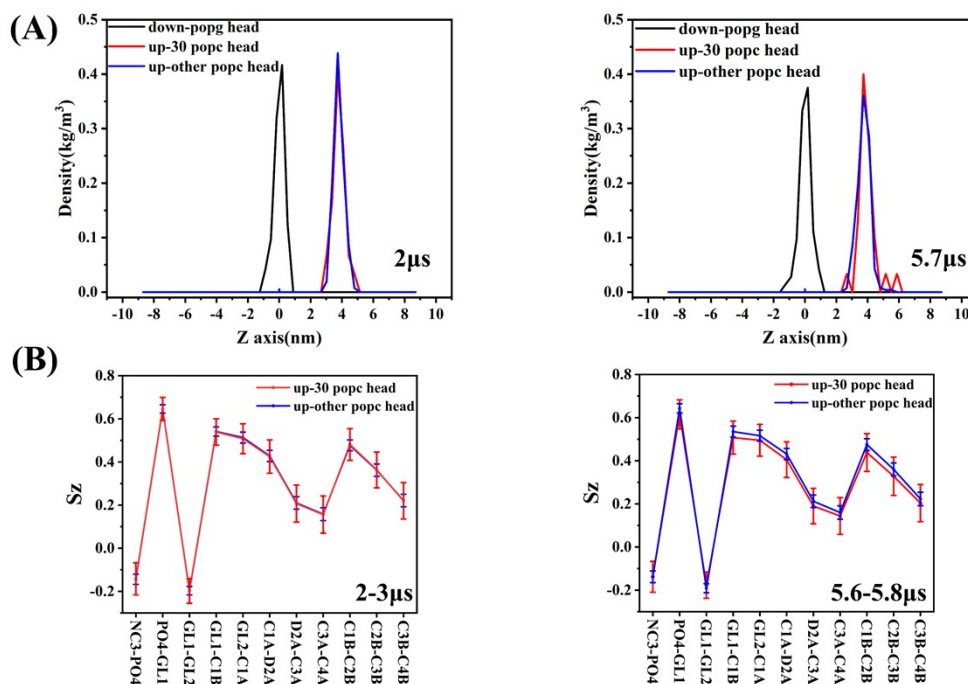 (A)
0.5
0.4
0.3
0.2
0.1
0.0
Density(kg/m³)
down-popg head
up-30 popc head
up-other popc head
2μs
-10 -8 -6 -4 -2 0 2 4 6 8 10
Z axis(nm)
0.5
0.4
0.3
0.2
0.1
0.0
Density(kg/m³)
down-popg head
up-30 popc head
up-other popc head
5.7μs
-10 -8 -6 -4 -2 0 2 4 6 8 10
Z axis(nm)
(B)
0.8
0.6
0.4
0.2
0.0
-0.2
Sz
up-30 popc head
up-other popc head
2-3μs
NC3-PO4
PO4-GL1
GL1-GL2
GL1-C1B
GL2-C1A
C1A-D2A
D2A-C3A
C3A-C4A
C1B-C2B
C2B-C3B
C3B-C4B
0.8
0.6
0.4
0.2
0.0
-0.2
Sz
up-30 popc head
up-other popc head
5.6-5.8μs
NC3-PO4
PO4-GL1
GL1-GL2
GL1-C1B
GL2-C1A
C1A-D2A
D2A-C3A
C3A-C4A
C1B-C2B
C2B-C3B
C3B-C4B